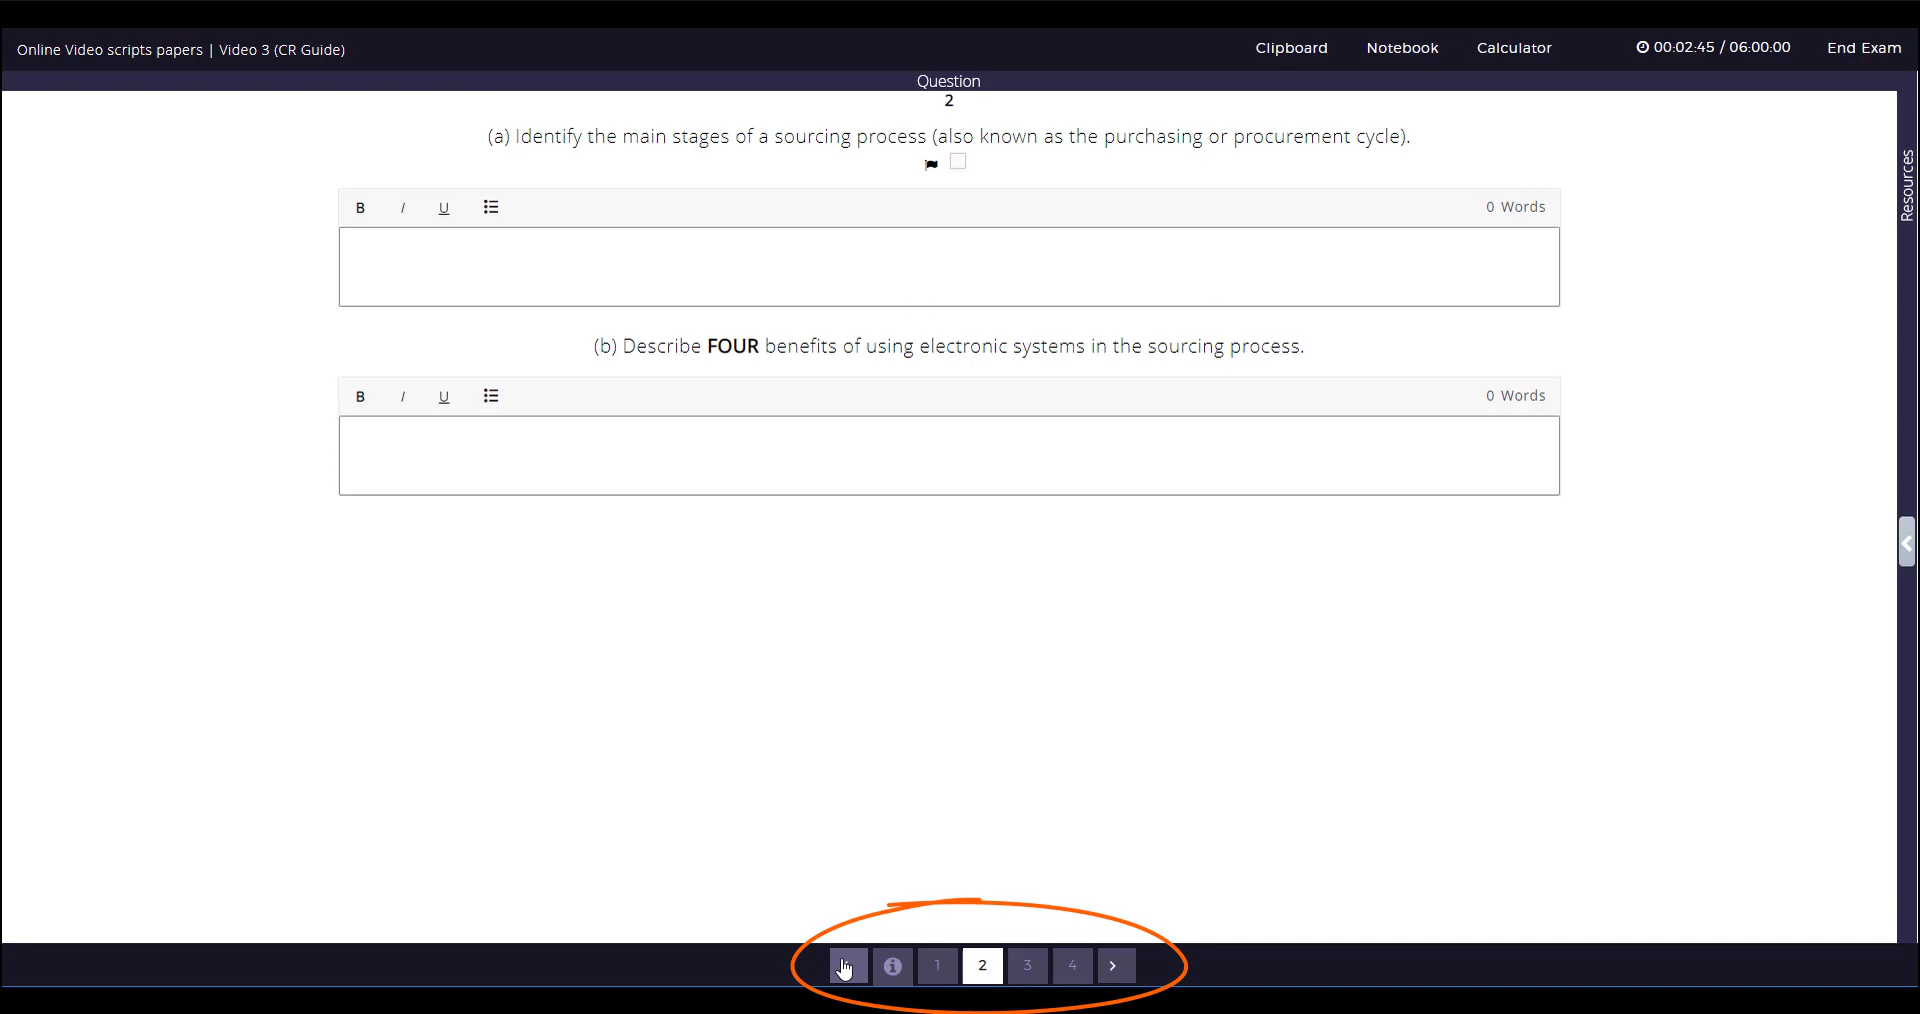 Online Video scripts papers | Video 3 (CR Guide)
Clipboard Notebook Calculator 00:02:45 / 06:00:00 End Exam
Question
2
(a) Identify the main stages of a sourcing process (also known as the purchasing or procurement cycle).
B I U 0 Words
(b) Describe FOUR benefits of using electronic systems in the sourcing process.
B I U 0 Words
Resources
1 2 3 4